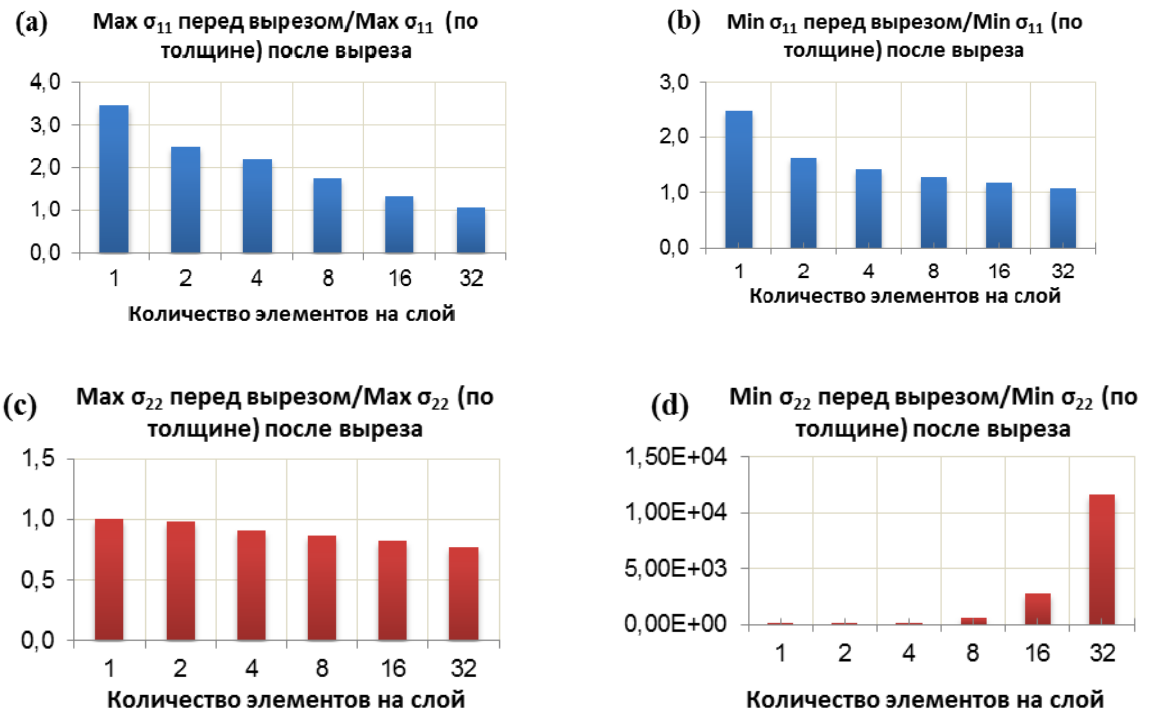 (a) Max σ₁₁ перед вырезом/Max σ₁₁ (по
толщине) после выреза
4,0
3,0
2,0
1,0
0,0
1 2 4 8 16 32
Количество элементов на слой
(b) Min σ₁₁ перед вырезом/Min σ₁₁ (по
толщине) после выреза
3,0
2,0
1,0
0,0
1 2 4 8 16 32
Количество элементов на слой
(c) Max σ₂₂ перед вырезом/Max σ₂₂ (по
толщине) после выреза
1,5
1,0
0,5
0,0
1 2 4 8 16 32
Количество элементов на слой
(d) Min σ₂₂ перед вырезом/Min σ₂₂ (по
толщине) после выреза
1,50E+04
1,00E+04
5,00E+03
0,00E+00
1 2 4 8 16 32
Количество элементов на слой